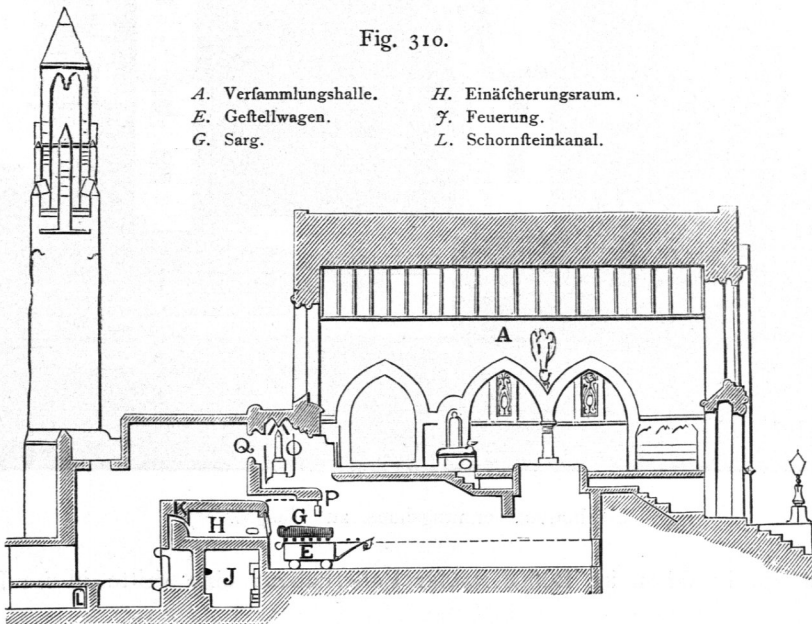 Fig. 310.
A. Verſammlungshalle.
E. Geſtellwagen.
G. Sarg.
H. Einäſcherungsraum.
J. Feuerung.
L. Schornſteinkanal.
A
Q O
P
K
H
G
E
J
L